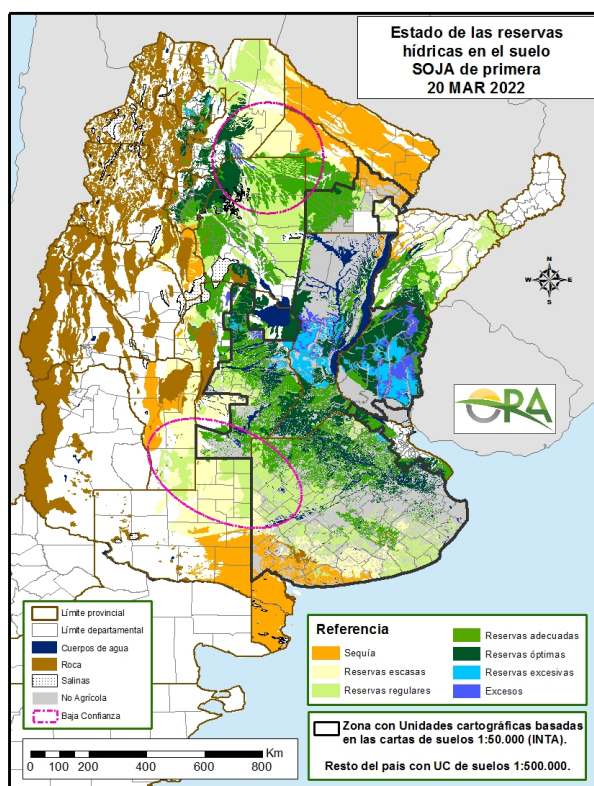 Estado de las reservas
hídricas en el suelo
SOJA de primera
20 MAR 2022
N
W
E
S
ORA
Límite provincial
Límite departamental
Cuerpos de agua
Roca
Salinas
No Agrícola
Baja Confianza
Referencia
Sequía
Reservas escasas
Reservas regulares
Reservas adecuadas
Reservas óptimas
Reservas excesivas
Excesos
Zona con Unidades cartográficas basadas
en las cartas de suelos 1:50.000 (INTA).
Resto del país con UC de suelos 1:500.000.
0 100 200 400 600 800 Km